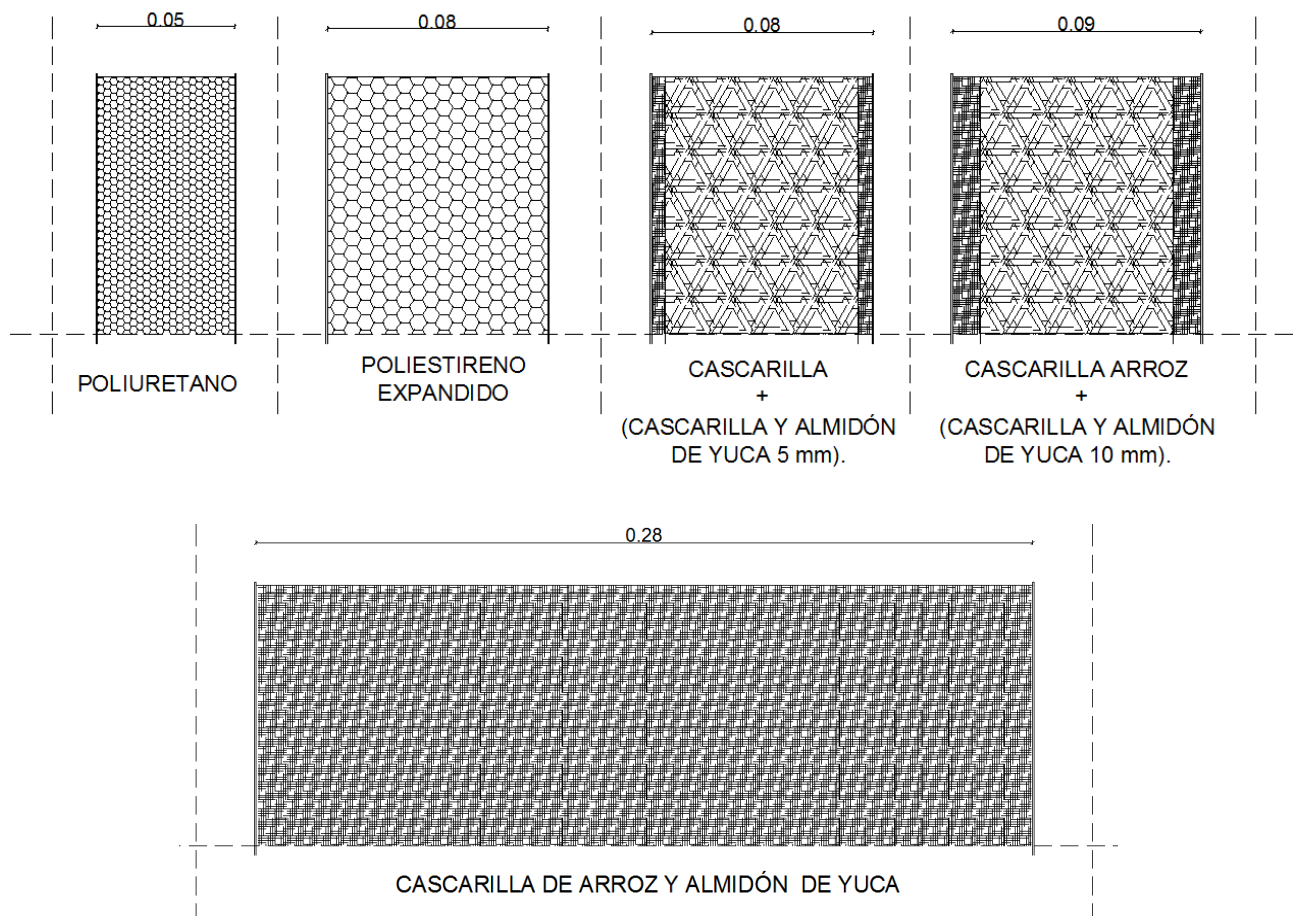 0.05
0.08
0.08
0.09
POLIURETANO
POLIESTIRENO
EXPANDIDO
CASCARILLA
+
(CASCARILLA Y ALMIDÓN
DE YUCA 5 mm).
CASCARILLA ARROZ
+
(CASCARILLA Y ALMIDÓN
DE YUCA 10 mm).
0.28
CASCARILLA DE ARROZ Y ALMIDÓN DE YUCA